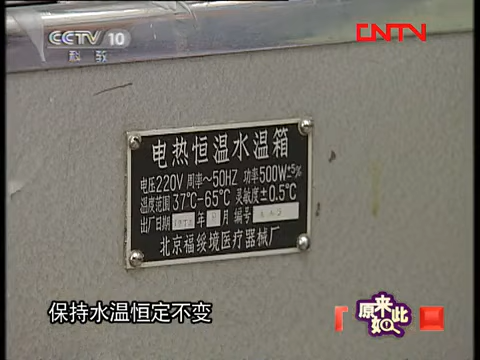 CCTV 10
科教
CNTV
电热恒温水温箱
电压220V 周率~50HZ 功率500W±5%
温度范围 37℃-65℃ 灵敏度±0.5℃
出厂日期 年 月 编号
北京福绥境医疗器械厂
保持水温恒定不变
原来如此